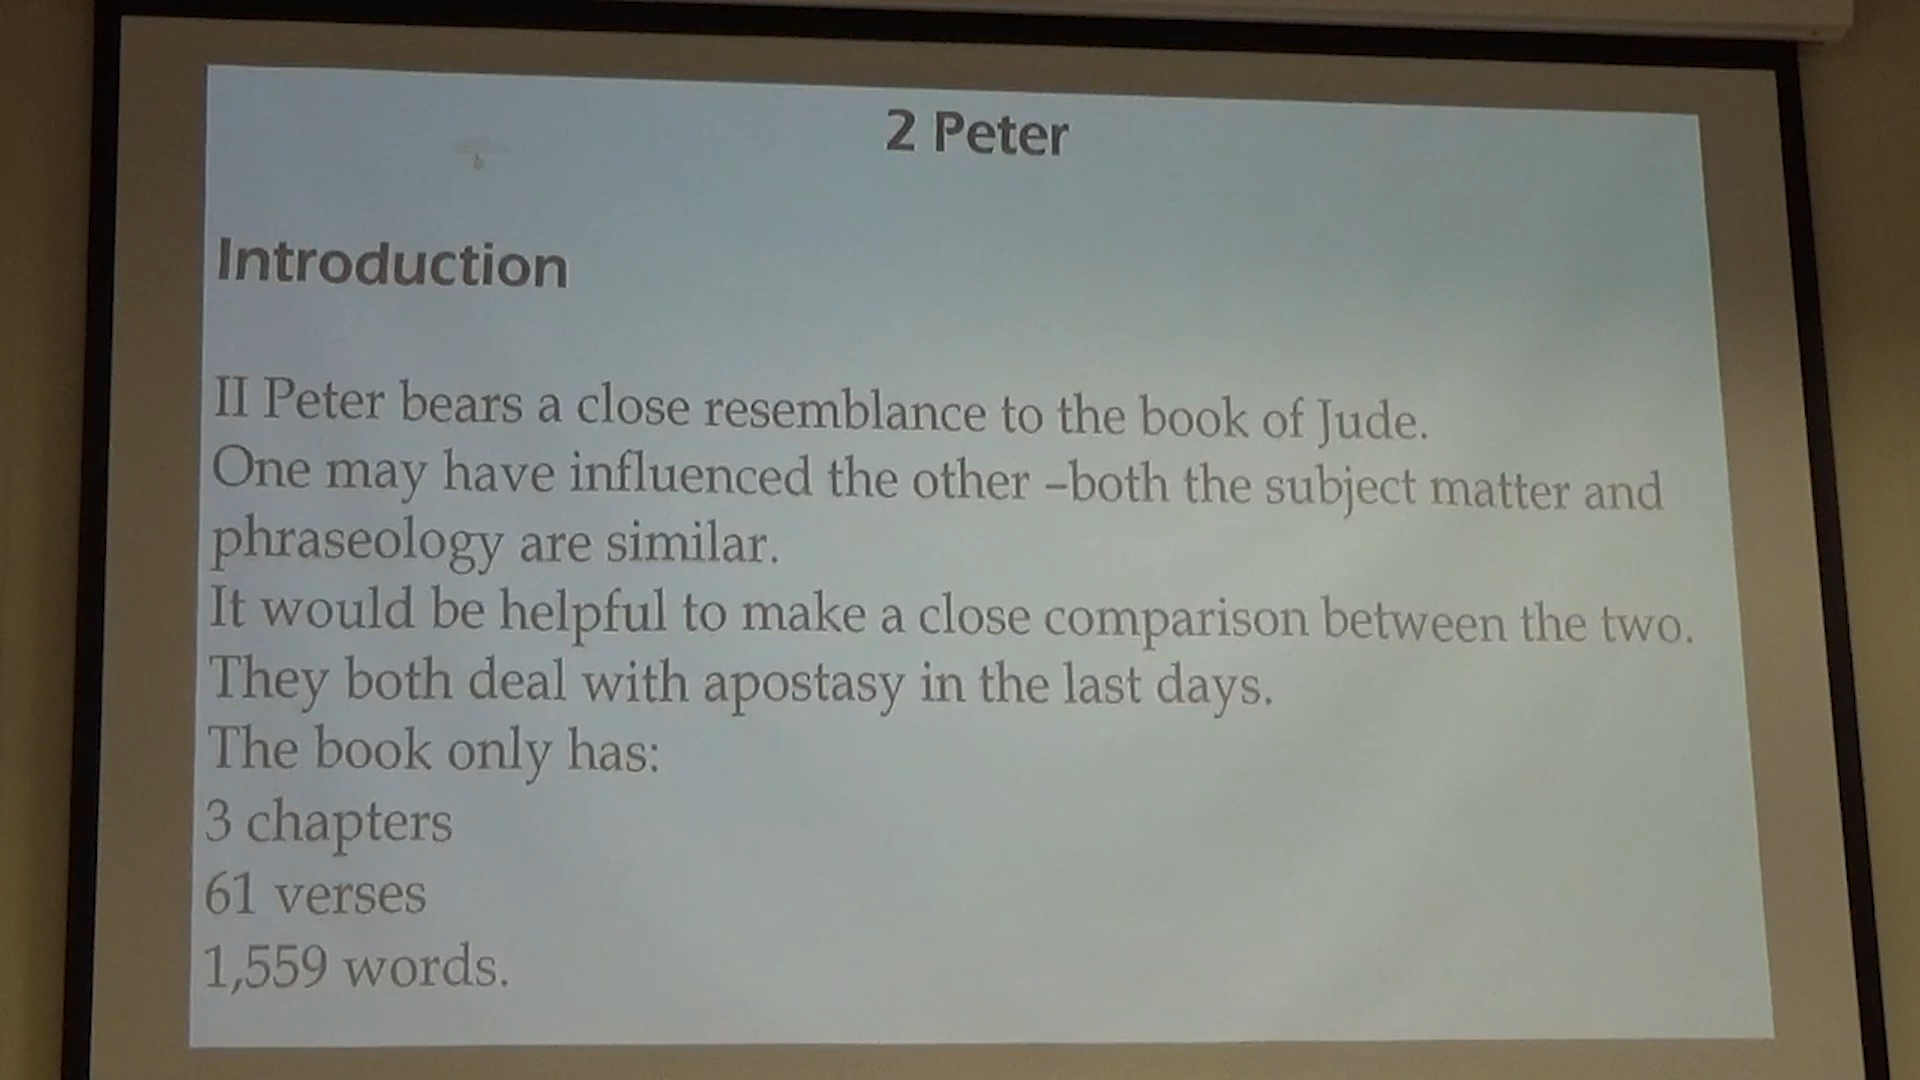 2 Peter
Introduction
II Peter bears a close resemblance to the book of Jude.
One may have influenced the other –both the subject matter and
phraseology are similar.
It would be helpful to make a close comparison between the two.
They both deal with apostasy in the last days.
The book only has:
3 chapters
61 verses
1,559 words.